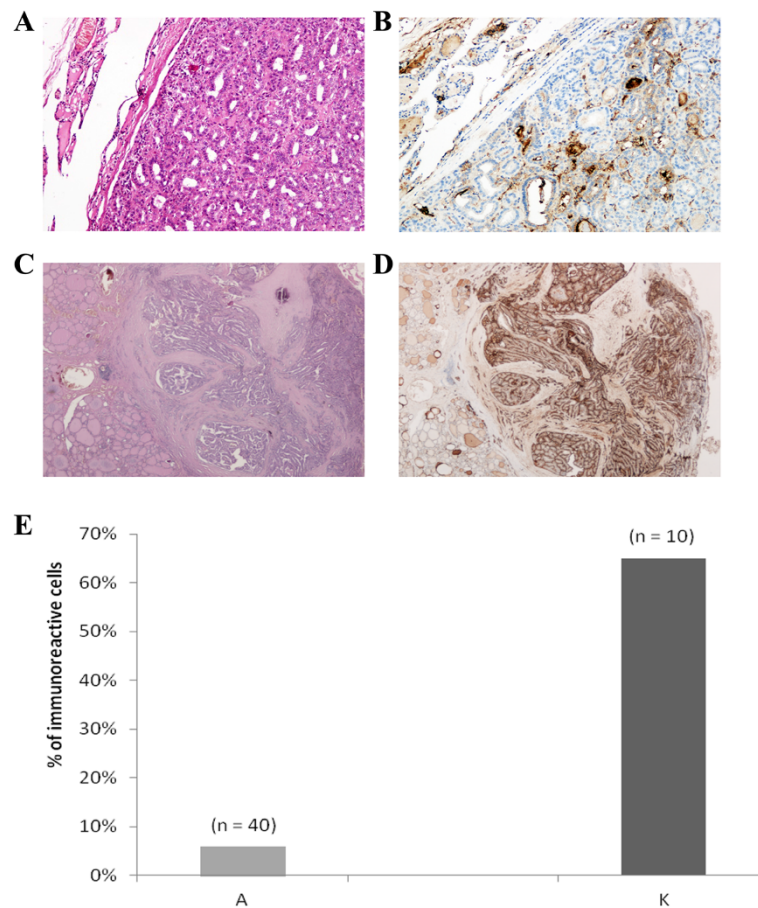 A
B
C
D
E
% of immunoreactive cells
70%
60%
50%
40%
30%
20%
10%
0%
(n = 40)
(n = 10)
A
K